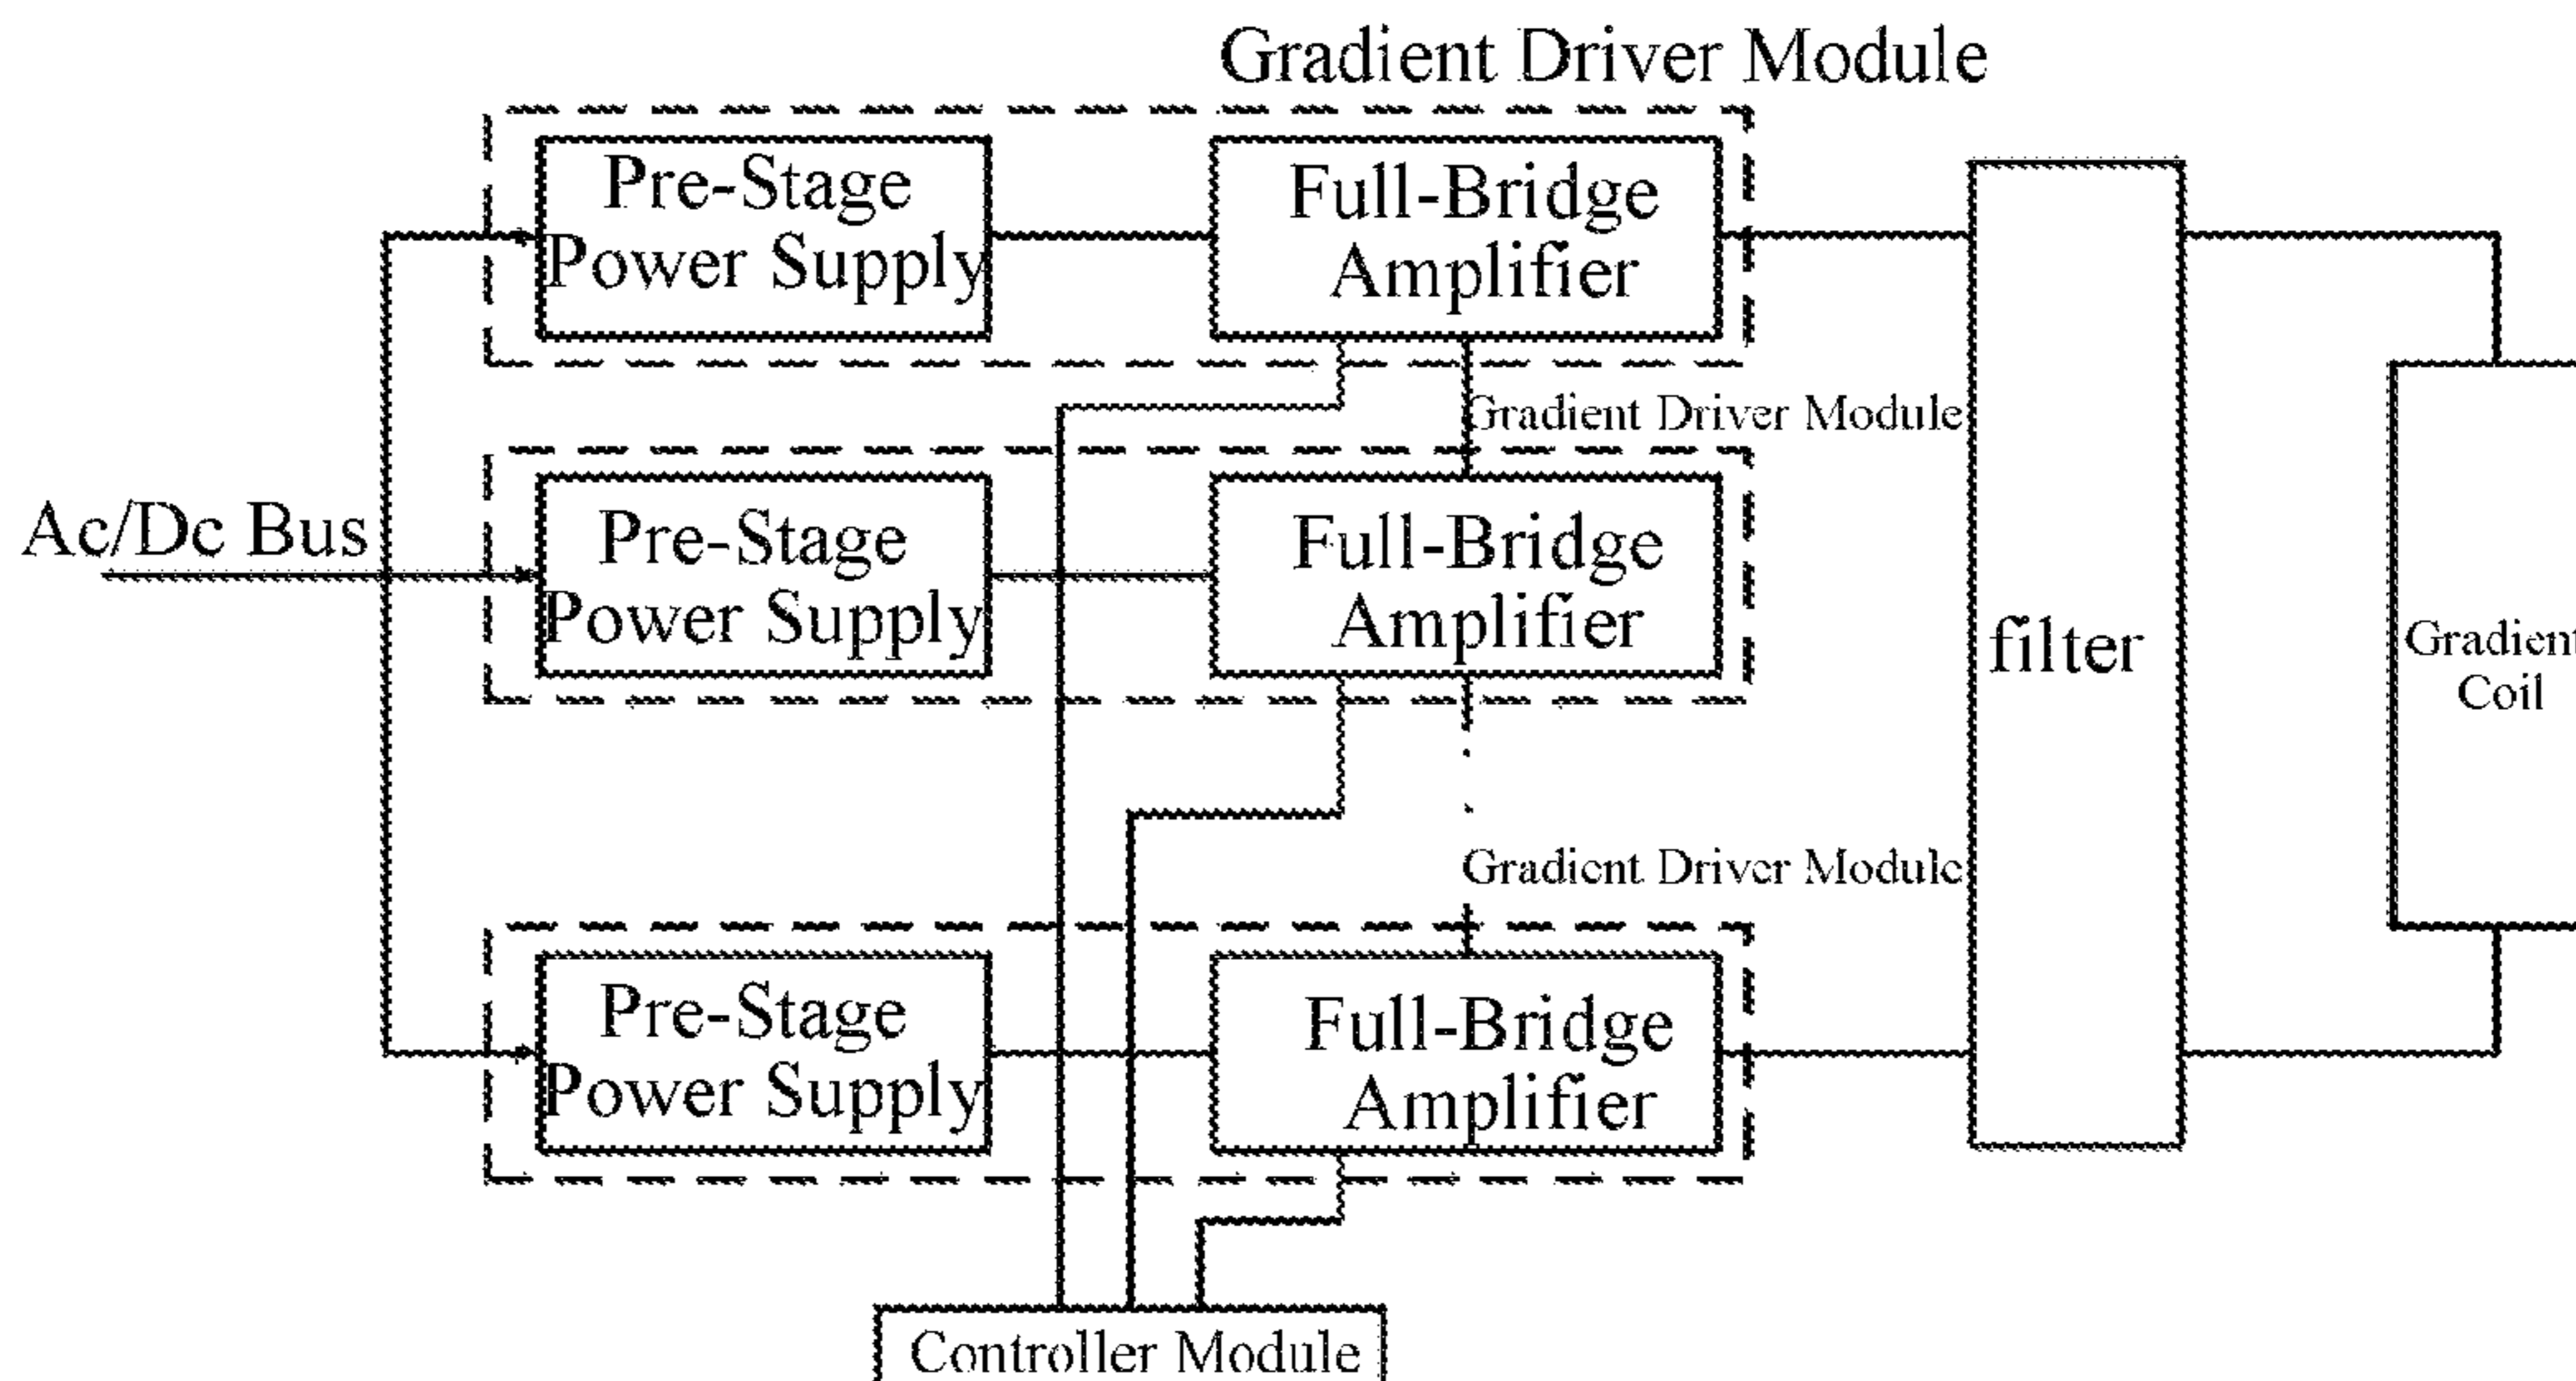 Gradient Driver Module
Pre-Stage
Power Supply
Full-Bridge
Amplifier
Gradient Driver Module
Ac/Dc Bus
Pre-Stage
Power Supply
Full-Bridge
Amplifier
filter
Gradient
Coil
Gradient Driver Module
Pre-Stage
Power Supply
Full-Bridge
Amplifier
Controller Module